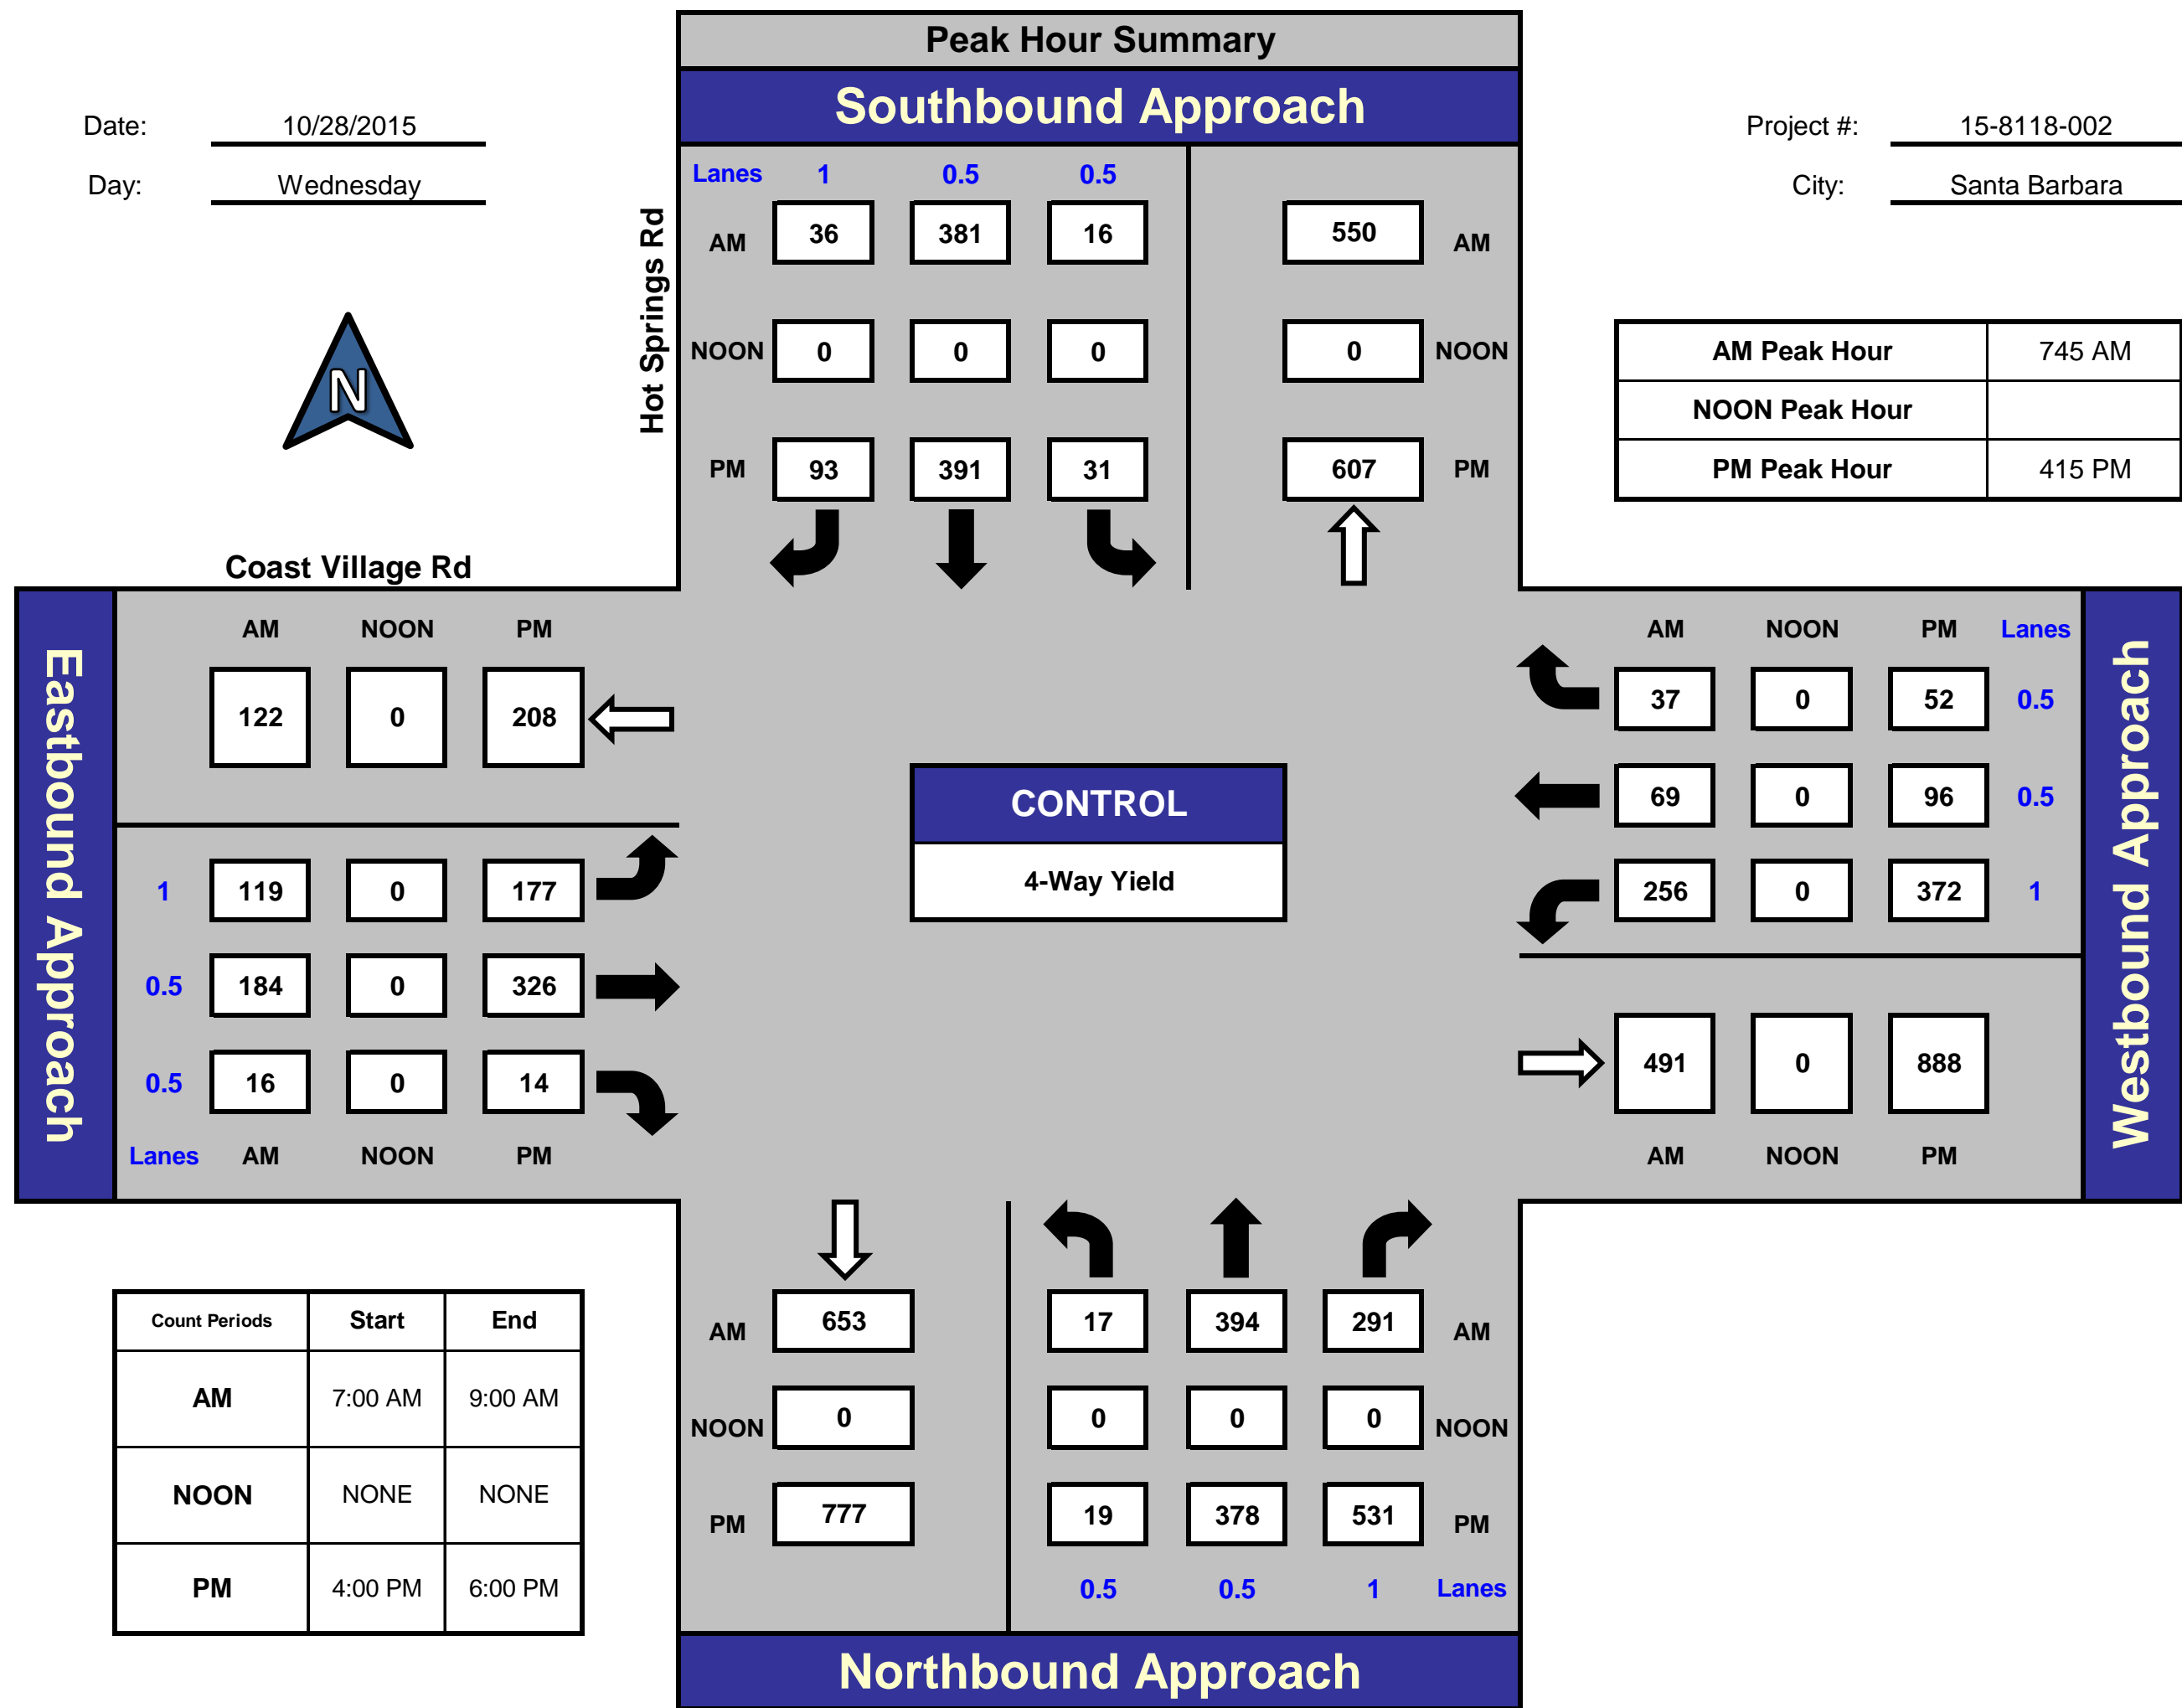 Peak Hour Summary
Southbound Approach
Date: 10/28/2015
Project #: 15-8118-002
Day: Wednesday
City: Santa Barbara
Hot Springs Rd
Lanes 1 0.5 0.5
AM 36 381 16 550 AM
NOON 0 0 0 0 NOON
PM 93 391 31 607 PM
N
AM Peak Hour 745 AM
NOON Peak Hour
PM Peak Hour 415 PM
Coast Village Rd
Eastbound Approach
AM NOON PM
122 0 208
1 119 0 177
0.5 184 0 326
0.5 16 0 14
Lanes AM NOON PM
CONTROL
4-Way Yield
AM NOON PM Lanes
37 0 52 0.5
69 0 96 0.5
256 0 372 1
491 0 888
AM NOON PM
Westbound Approach
Count Periods Start End
AM 7:00 AM 9:00 AM
NOON NONE NONE
PM 4:00 PM 6:00 PM
AM 653 17 394 291 AM
NOON 0 0 0 0 NOON
PM 777 19 378 531 PM
0.5 0.5 1 Lanes
Northbound Approach